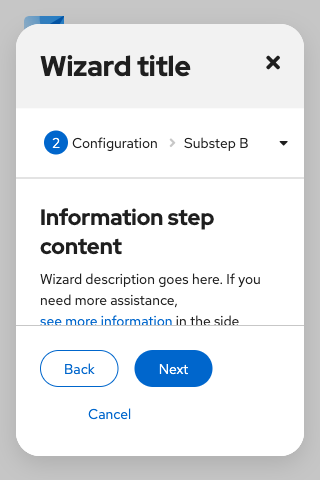 Wizard title
2 Configuration Substep B
Information step
content
Wizard description goes here. If you
need more assistance,
see more information in the side
Back Next
Cancel